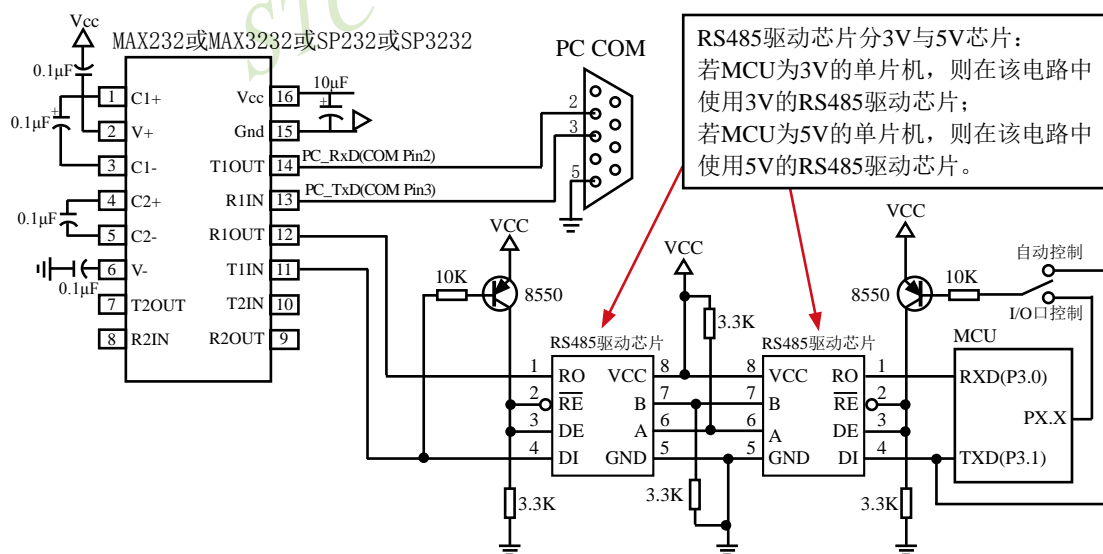 STC
Vcc
MAX232或MAX3232或SP232或SP3232
0.1µF
0.1µF
0.1µF
0.1µF
1 C1+
2 V+
3 C1-
4 C2+
5 C2-
6 V-
7 T2OUT
8 R2IN
Vcc 16
Gnd 15
T1OUT 14
R1IN 13
R1OUT 12
T1IN 11
T2IN 10
R2OUT 9
10µF
+
+
PC_RxD(COM Pin2)
PC_TxD(COM Pin3)
PC COM
2
3
5
RS485驱动芯片分3V与5V芯片：
若MCU为3V的单片机，则在该电路中
使用3V的RS485驱动芯片；
若MCU为5V的单片机，则在该电路中
使用5V的RS485驱动芯片。
VCC
10K
8550
3.3K
VCC
3.3K
3.3K
RS485驱动芯片
1 RO VCC 8
2 RE B 7
3 DE A 6
4 DI GND 5
RS485驱动芯片
8 VCC RO 1
7 B RE 2
6 A DE 3
5 GND DI 4
VCC
8550
10K
3.3K
自动控制
I/O口控制
MCU
RXD(P3.0)
PX.X
TXD(P3.1)